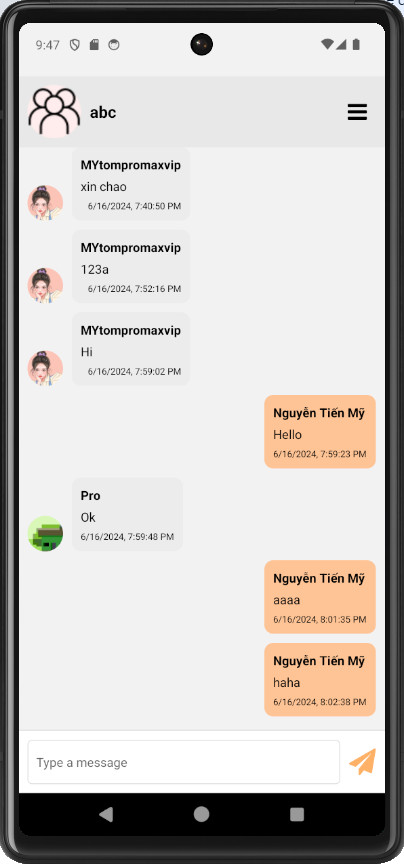 9:47
abc
MYtompromaxvip
xin chao
6/16/2024, 7:40:50 PM
MYtompromaxvip
123a
6/16/2024, 7:52:16 PM
MYtompromaxvip
Hi
6/16/2024, 7:59:02 PM
Nguyễn Tiến Mỹ
Hello
6/16/2024, 7:59:23 PM
Pro
Ok
6/16/2024, 7:59:48 PM
Nguyễn Tiến Mỹ
aaaa
6/16/2024, 8:01:35 PM
Nguyễn Tiến Mỹ
haha
6/16/2024, 8:02:38 PM
Type a message